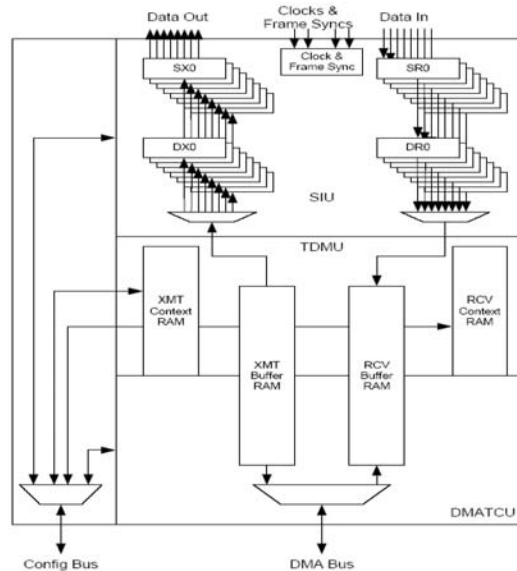 Data Out
Clocks &
Frame Syncs
Data In
SX0
Clock &
Frame Sync
SR0
DX0
DR0
SIU
TDMU
XMT
Context
RAM
XMT
Buffer
RAM
RCV
Buffer
RAM
RCV
Context
RAM
DMATCU
Config Bus
DMA Bus